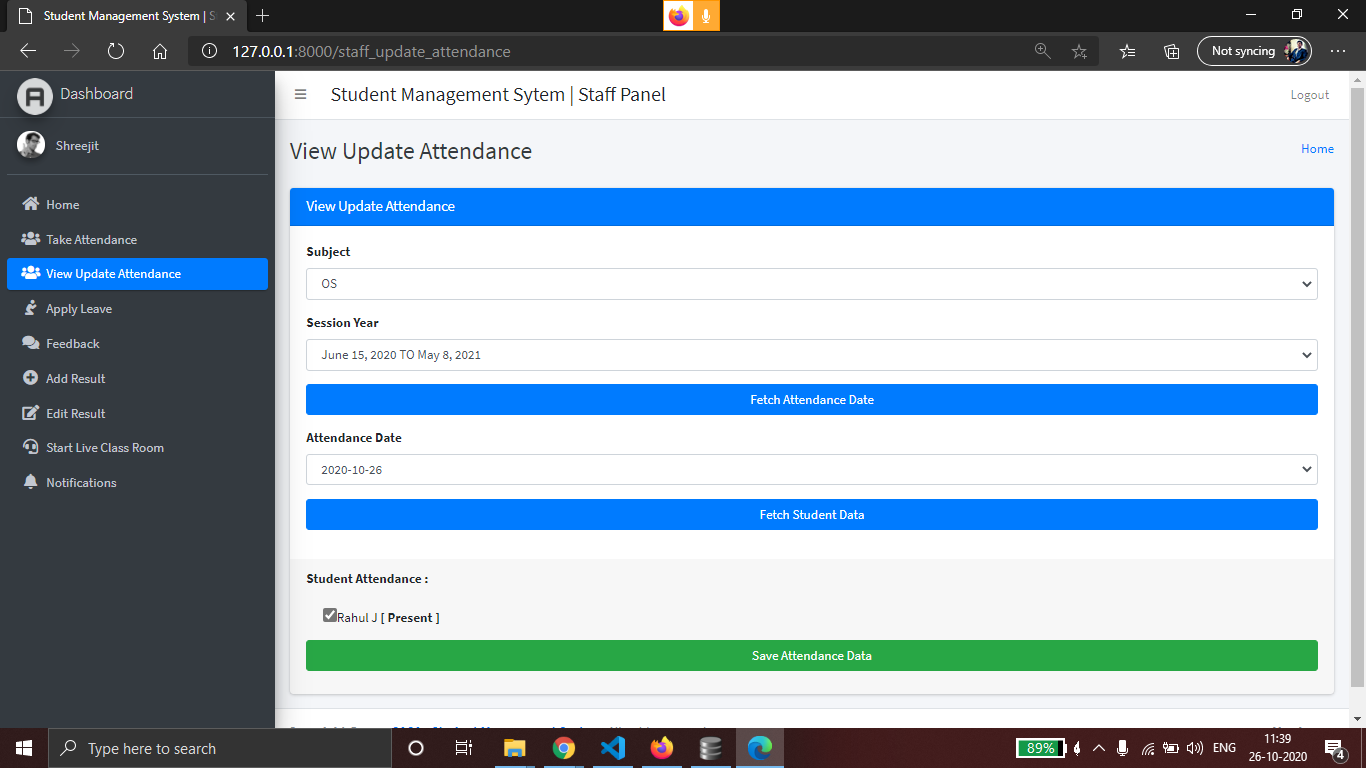 Student Management System | S
127.0.0.1:8000/staff_update_attendance
Not syncing
Dashboard
Student Management Sytem | Staff Panel
Logout
Shreejit
View Update Attendance
Home
Home
Take Attendance
View Update Attendance
Apply Leave
Feedback
Add Result
Edit Result
Start Live Class Room
Notifications
View Update Attendance
Subject
OS
Session Year
June 15, 2020 TO May 8, 2021
Fetch Attendance Date
Attendance Date
2020-10-26
Fetch Student Data
Student Attendance :
Rahul J [ Present ]
Save Attendance Data
Type here to search
89%
ENG
11:39
26-10-2020
4